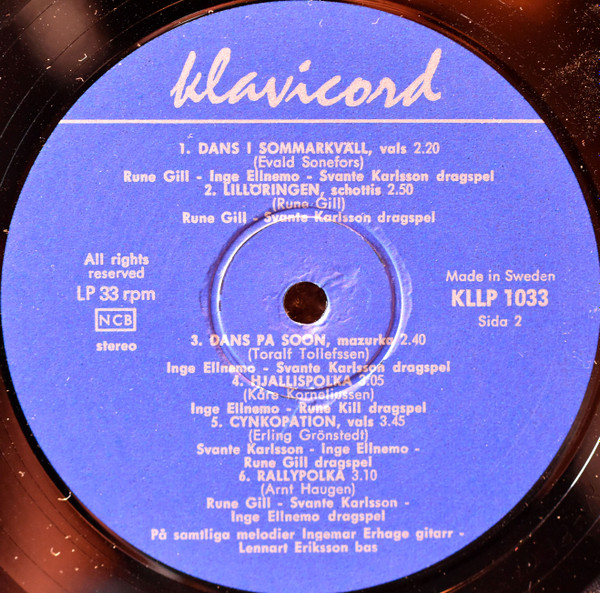 klavicord
1. DANS I SOMMARKVÄLL, vals 2.20
(Evald Sonefors)
Rune Gill - Inge Ellnemo - Svante Karlsson dragspel
2. LILLÖRINGEN, schottis 2.50
(Rune Gill)
Rune Gill - Svante Karlsson dragspel
All rights
reserved
LP 33 rpm
NCB
stereo
Made in Sweden
KLLP 1033
Sida 2
3. DANS PA SOON, mazurka 2.40
(Toralf Tollefssen)
Inge Ellnemo - Svante Karlsson dragspel
4. HJALLISPOLKA 3.05
(Kåre Korneliussen)
Inge Ellnemo - Rune Kill dragspel
5. CYNKOPATION, vals 3.45
(Erling Grönstedt)
Svante Karlsson - Inge Ellnemo -
Rune Gill dragspel
6. RALLYPOLKA 3.10
(Arnt Haugen)
Rune Gill - Svante Karlsson -
Inge Ellnemo dragspel
På samtliga melodier Ingemar Erhage gitarr -
Lennart Eriksson bas